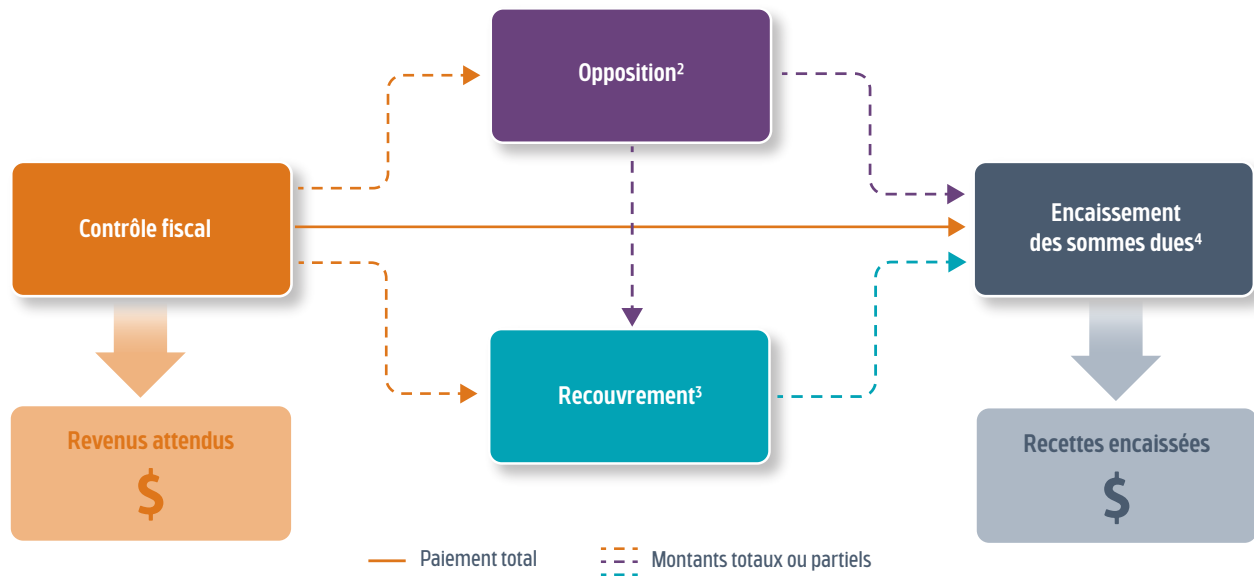 Opposition²
Contrôle fiscal
Encaissement
des sommes dues⁴
Recouvrement³
Revenus attendus
$
Recettes encaissées
$
Paiement total
Montants totaux ou partiels